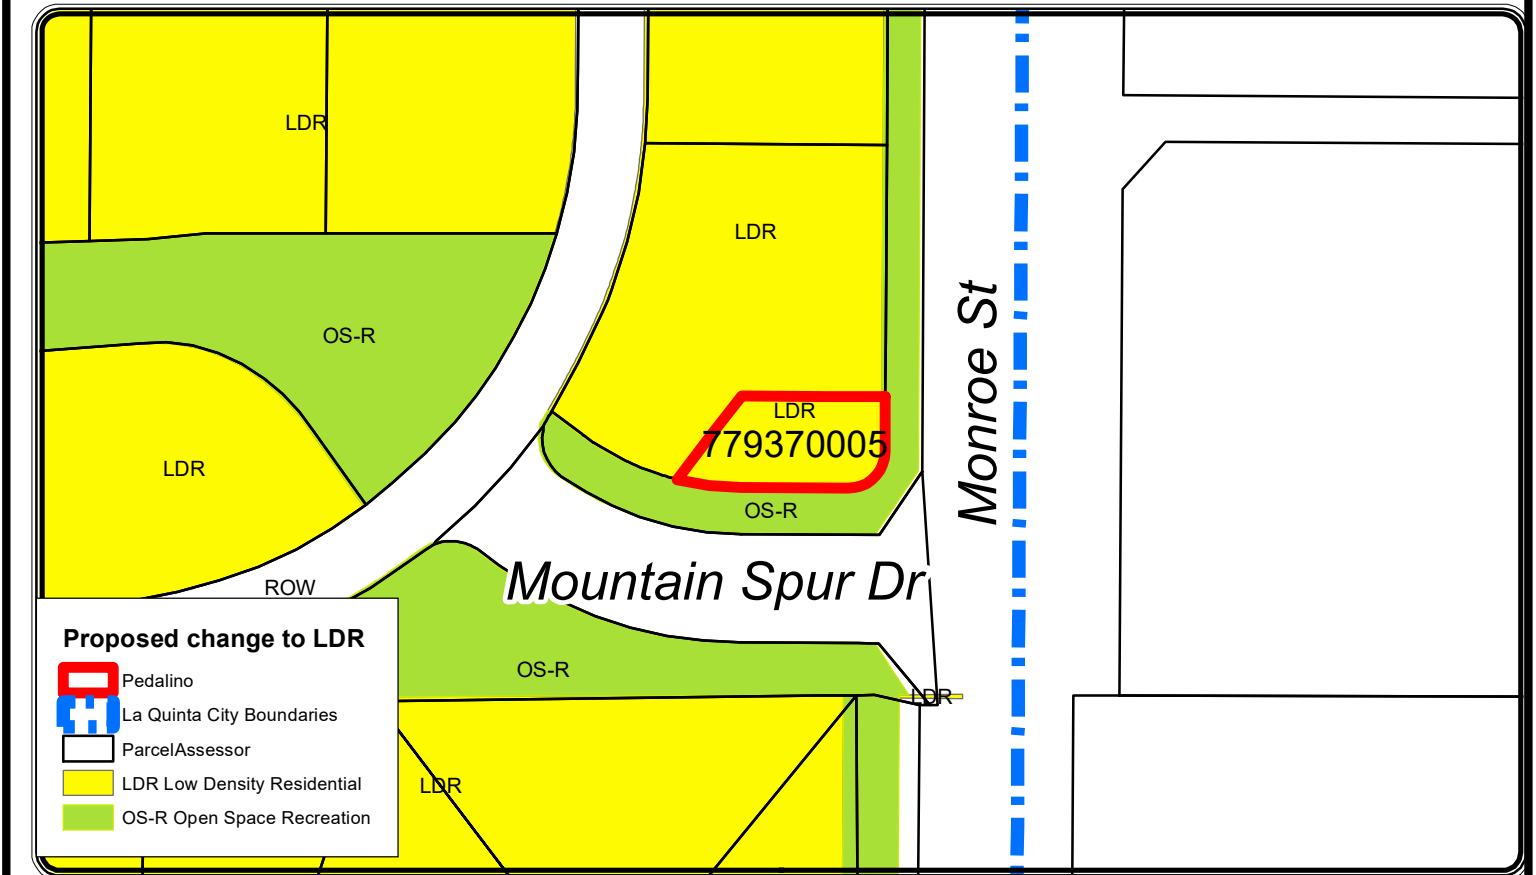 LDR
LDR
OS-R
Monroe St
LDR
779370005
LDR
OS-R
Mountain Spur Dr
ROW
OS-R
LDR
LDR
Proposed change to LDR
Pedalino
La Quinta City Boundaries
ParcelAssessor
LDR Low Density Residential
OS-R Open Space Recreation